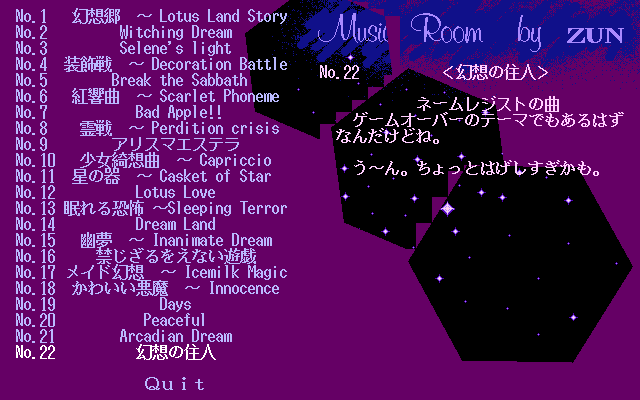 Music Room by ZUN
No.1 幻想郷 ～ Lotus Land Story
No.2 Witching Dream
No.3 Selene's light
No.4 装飾戦 ～ Decoration Battle
No.5 Break the Sabbath
No.6 紅響曲 ～ Scarlet Phoneme
No.7 Bad Apple!!
No.8 霊戦 ～ Perdition crisis
No.9 アリスマエステラ
No.10 少女綺想曲 ～ Capriccio
No.11 星の器 ～ Casket of Star
No.12 Lotus Love
No.13 眠れる恐怖 ～Sleeping Terror
No.14 Dream Land
No.15 幽夢 ～ Inanimate Dream
No.16 禁じざるをえない遊戯
No.17 メイド幻想 ～ Icemilk Magic
No.18 かわいい悪魔 ～ Innocence
No.19 Days
No.20 Peaceful
No.21 Arcadian Dream
No.22 幻想の住人
Quit
No.22 <幻想の住人>
ネームレジストの曲
ゲームオーバーのテーマでもあるはず
なんだけどね。
う～ん。ちょっとはげしすぎかも。